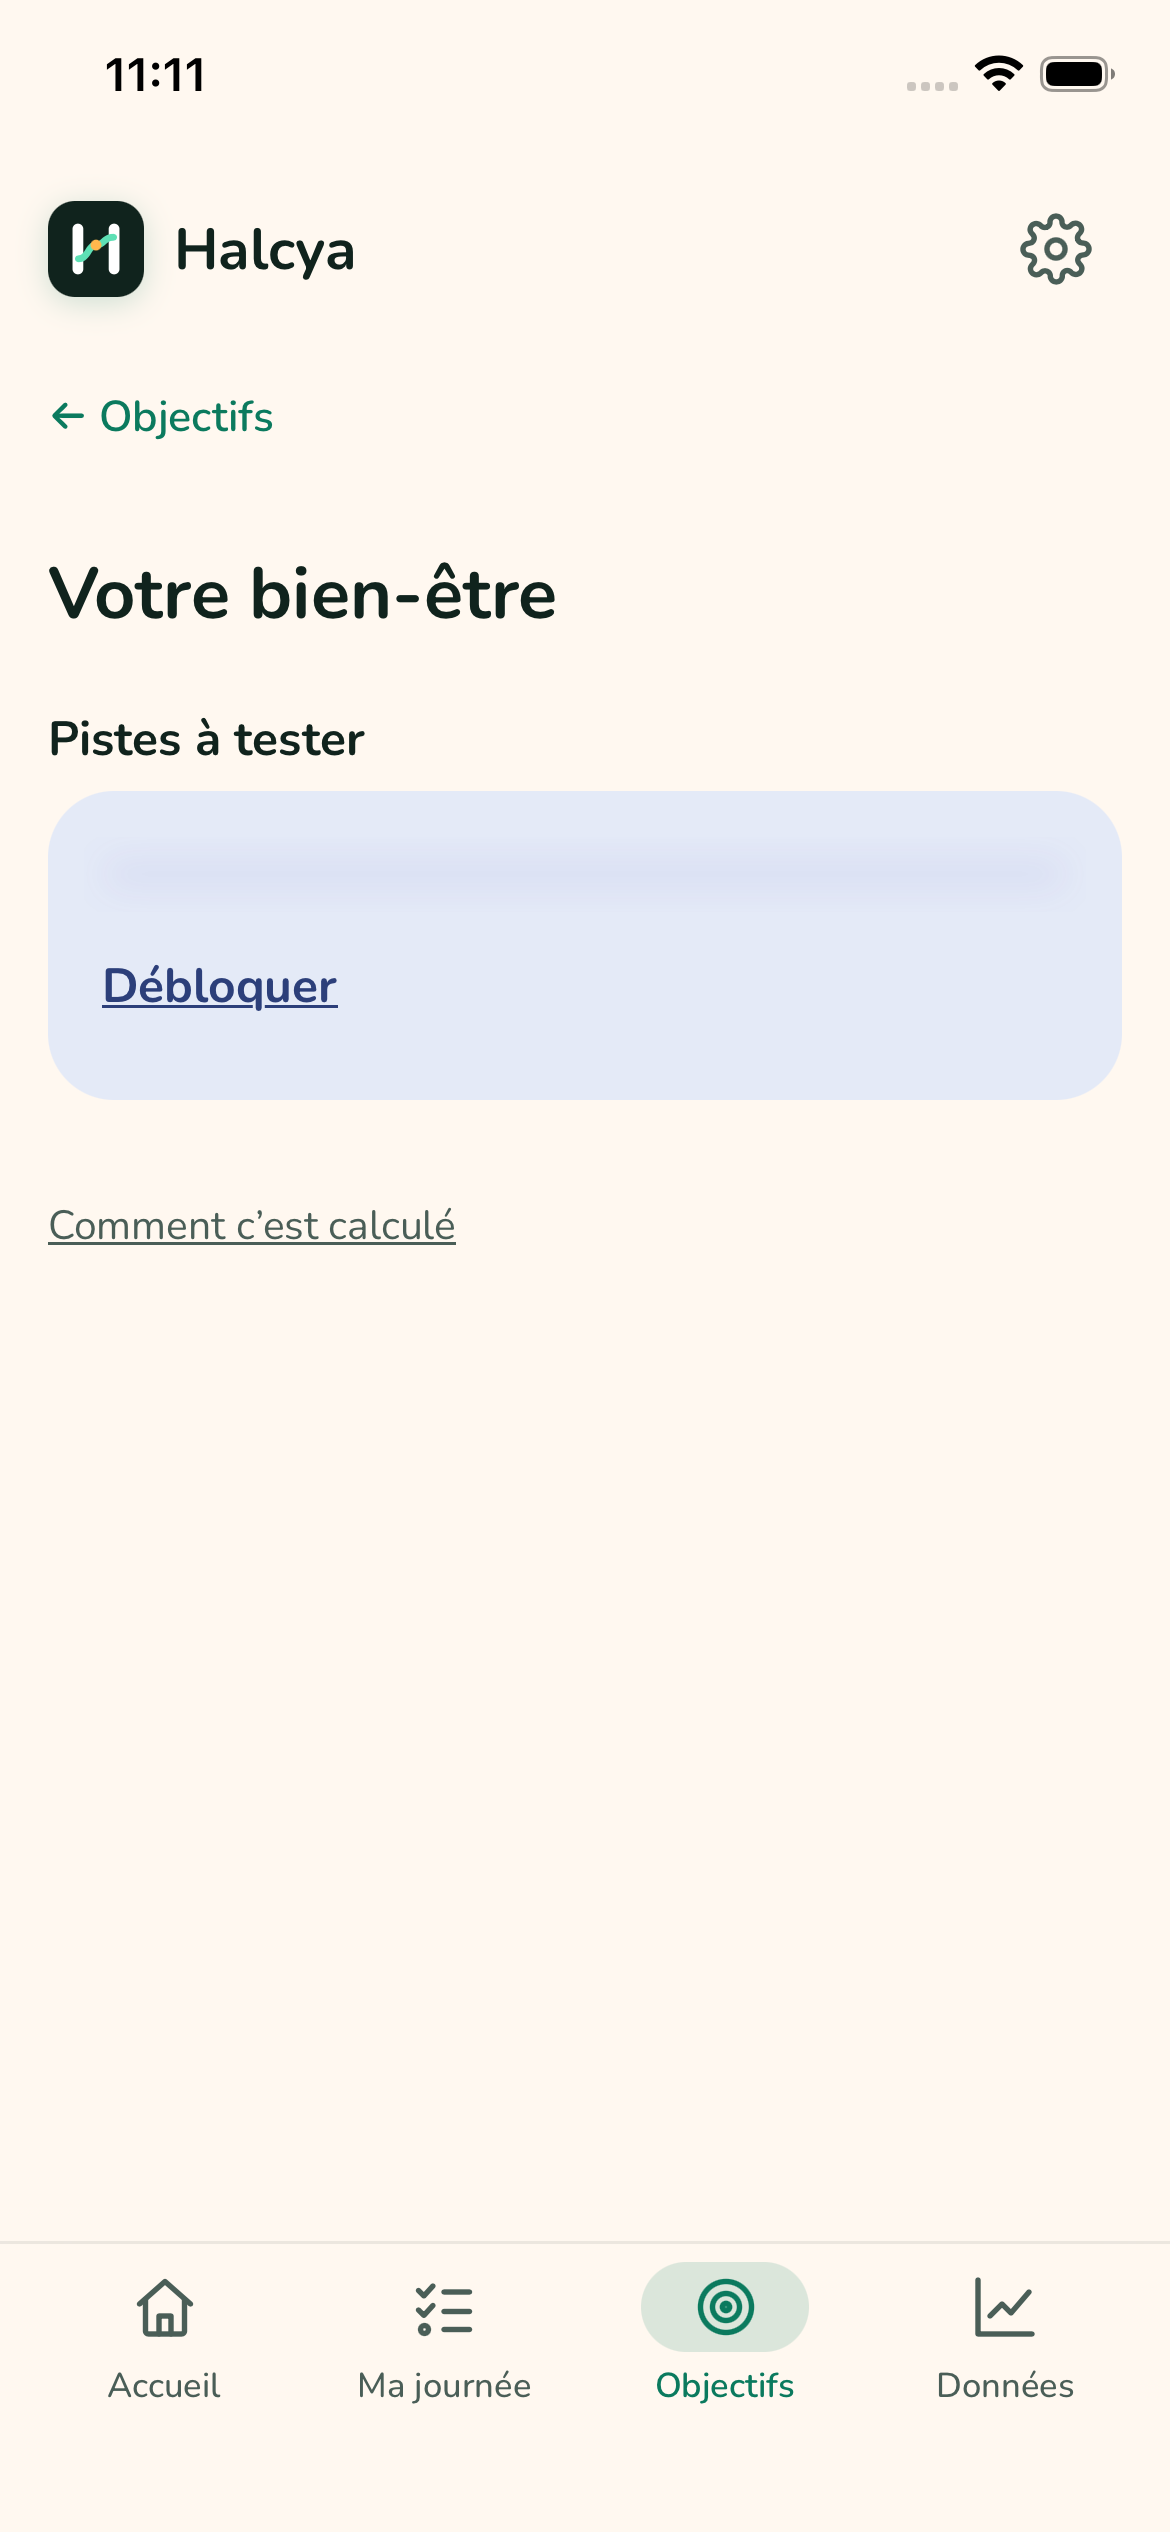 11:11
Halcya
← Objectifs
Votre bien-être
Pistes à tester
Débloquer
Comment c’est calculé
Accueil
Ma journée
Objectifs
Données